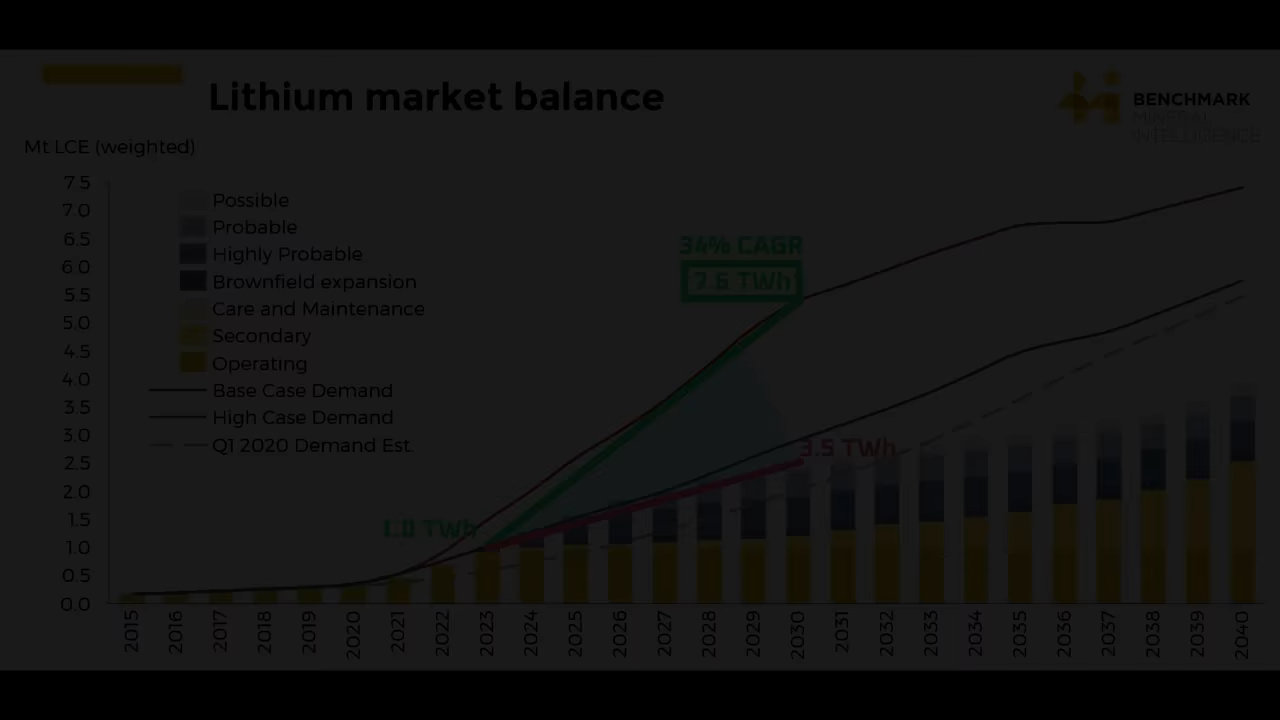 Lithium market balance
BENCHMARK
MINERAL
INTELLIGENCE
Mt LCE (weighted)
7.5
7.0
6.5
6.0
5.5
5.0
4.5
4.0
3.5
3.0
2.5
2.0
1.5
1.0
0.5
0.0
Possible
Probable
Highly Probable
Brownfield expansion
Care and Maintenance
Secondary
Operating
Base Case Demand
High Case Demand
Q1 2020 Demand Est.
34% CAGR
7.6 TWh
3.5 TWh
1.0 TWh
2015 2016 2017 2018 2019 2020 2021 2022 2023 2024 2025 2026 2027 2028 2029 2030 2031 2032 2033 2034 2035 2036 2037 2038 2039 2040